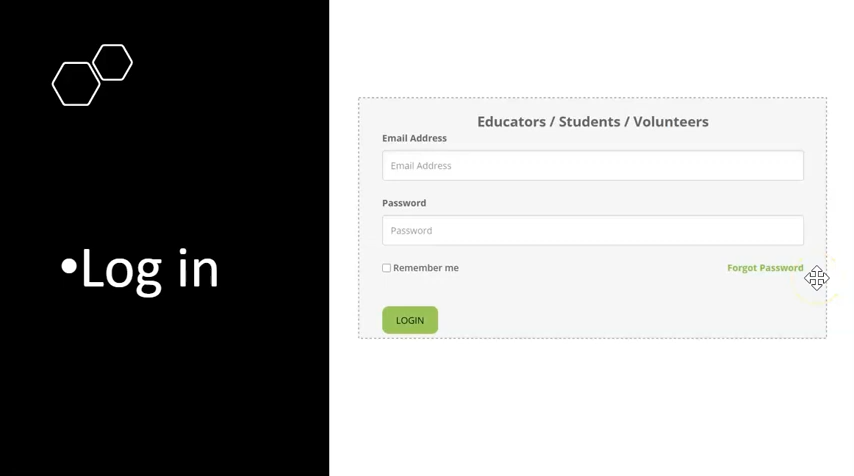 •Log in
Educators / Students / Volunteers
Email Address
Email Address
Password
Password
Remember me
Forgot Password
LOGIN